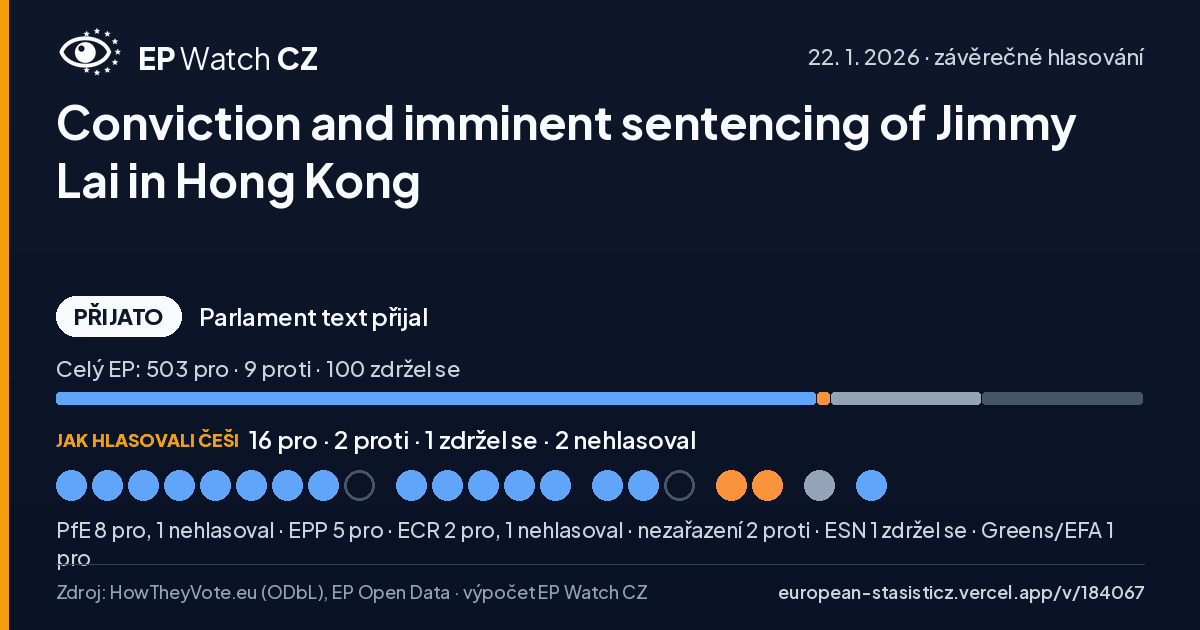 EP Watch CZ
22. 1. 2026 · závěrečné hlasování
Conviction and imminent sentencing of Jimmy
Lai in Hong Kong
PŘIJATO Parlament text přijal
Celý EP: 503 pro · 9 proti · 100 zdržel se
JAK HLASOVALI ČEŠI 16 pro · 2 proti · 1 zdržel se · 2 nehlasoval
PfE 8 pro, 1 nehlasoval · EPP 5 pro · ECR 2 pro, 1 nehlasoval · nezařazení 2 proti · ESN 1 zdržel se · Greens/EFA 1
pro
Zdroj: HowTheyVote.eu (ODbL), EP Open Data · výpočet EP Watch CZ
european-stasisticz.vercel.app/v/184067